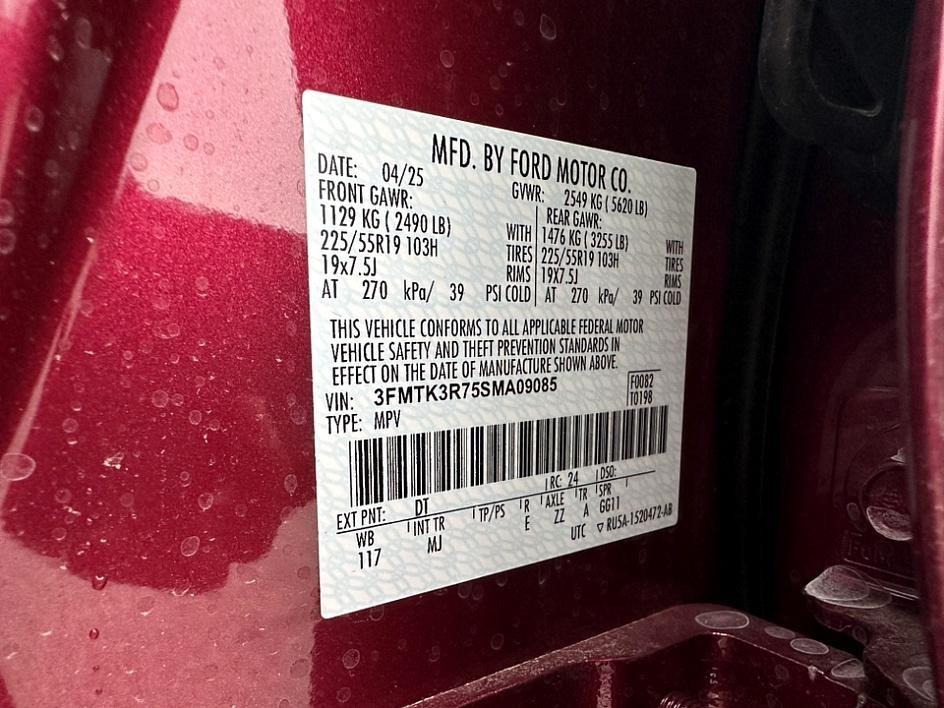 MFD. BY FORD MOTOR CO.
DATE: 04/25 GVWR: 2549 KG ( 5620 LB)
FRONT GAWR: REAR GAWR:
1129 KG ( 2490 LB) WITH 1476 KG ( 3255 LB) WITH
225/55R19 103H TIRES 225/55R19 103H TIRES
19x7.5J RIMS 19X7.5J RIMS
AT 270 kPa/ 39 PSI COLD AT 270 kPa/ 39 PSI COLD
THIS VEHICLE CONFORMS TO ALL APPLICABLE FEDERAL MOTOR
VEHICLE SAFETY AND THEFT PREVENTION STANDARDS IN
EFFECT ON THE DATE OF MANUFACTURE SHOWN ABOVE.
VIN: 3FMTK3R75SMA09085 F0082
TYPE: MPV T0198
EXT PNT: DT RC: 24 DSO:
WB INT TR TP/PS R AXLE TR SPR
117 MJ E ZZ A GG11
UTC ▽ RU5A-1520472-AB